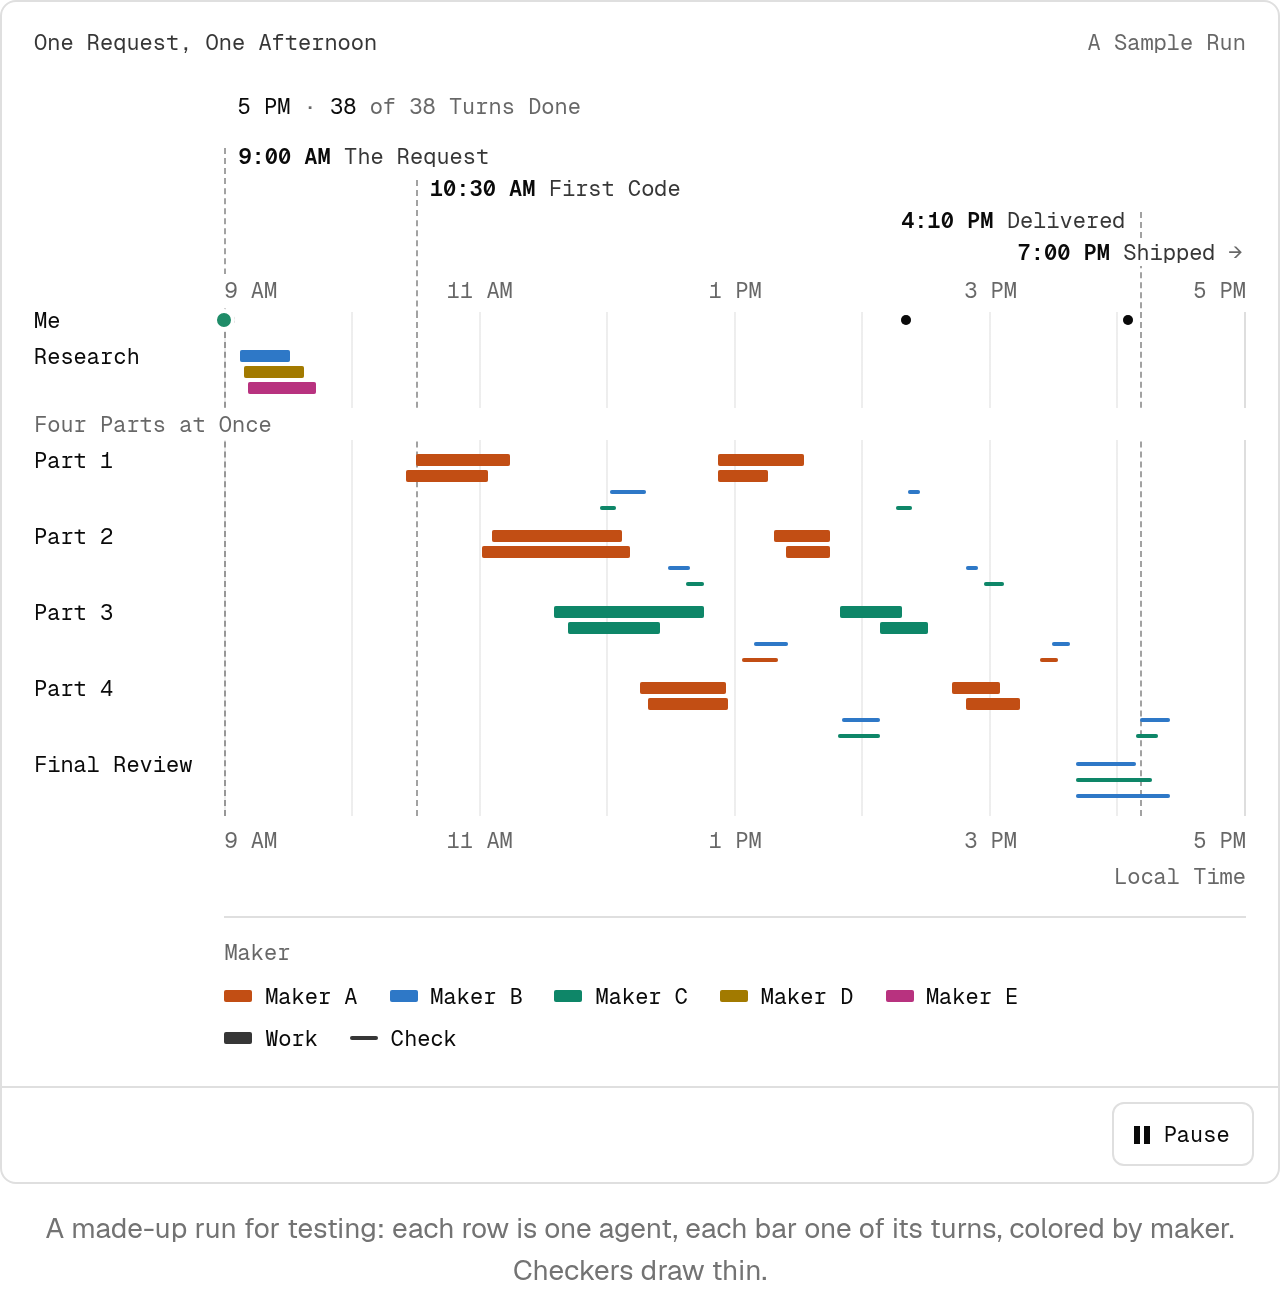 One Request, One Afternoon
A Sample Run
5 PM · 38 of 38 Turns Done
9:00 AM The Request
10:30 AM First Code
4:10 PM Delivered
7:00 PM Shipped →
9 AM 11 AM 1 PM 3 PM 5 PM
Me
Research
Four Parts at Once
Part 1
Part 2
Part 3
Part 4
Final Review
9 AM 11 AM 1 PM 3 PM 5 PM
Local Time
Maker
Maker A Maker B Maker C Maker D Maker E
Work Check
Pause
A made-up run for testing: each row is one agent, each bar one of its turns, colored by maker.
Checkers draw thin.